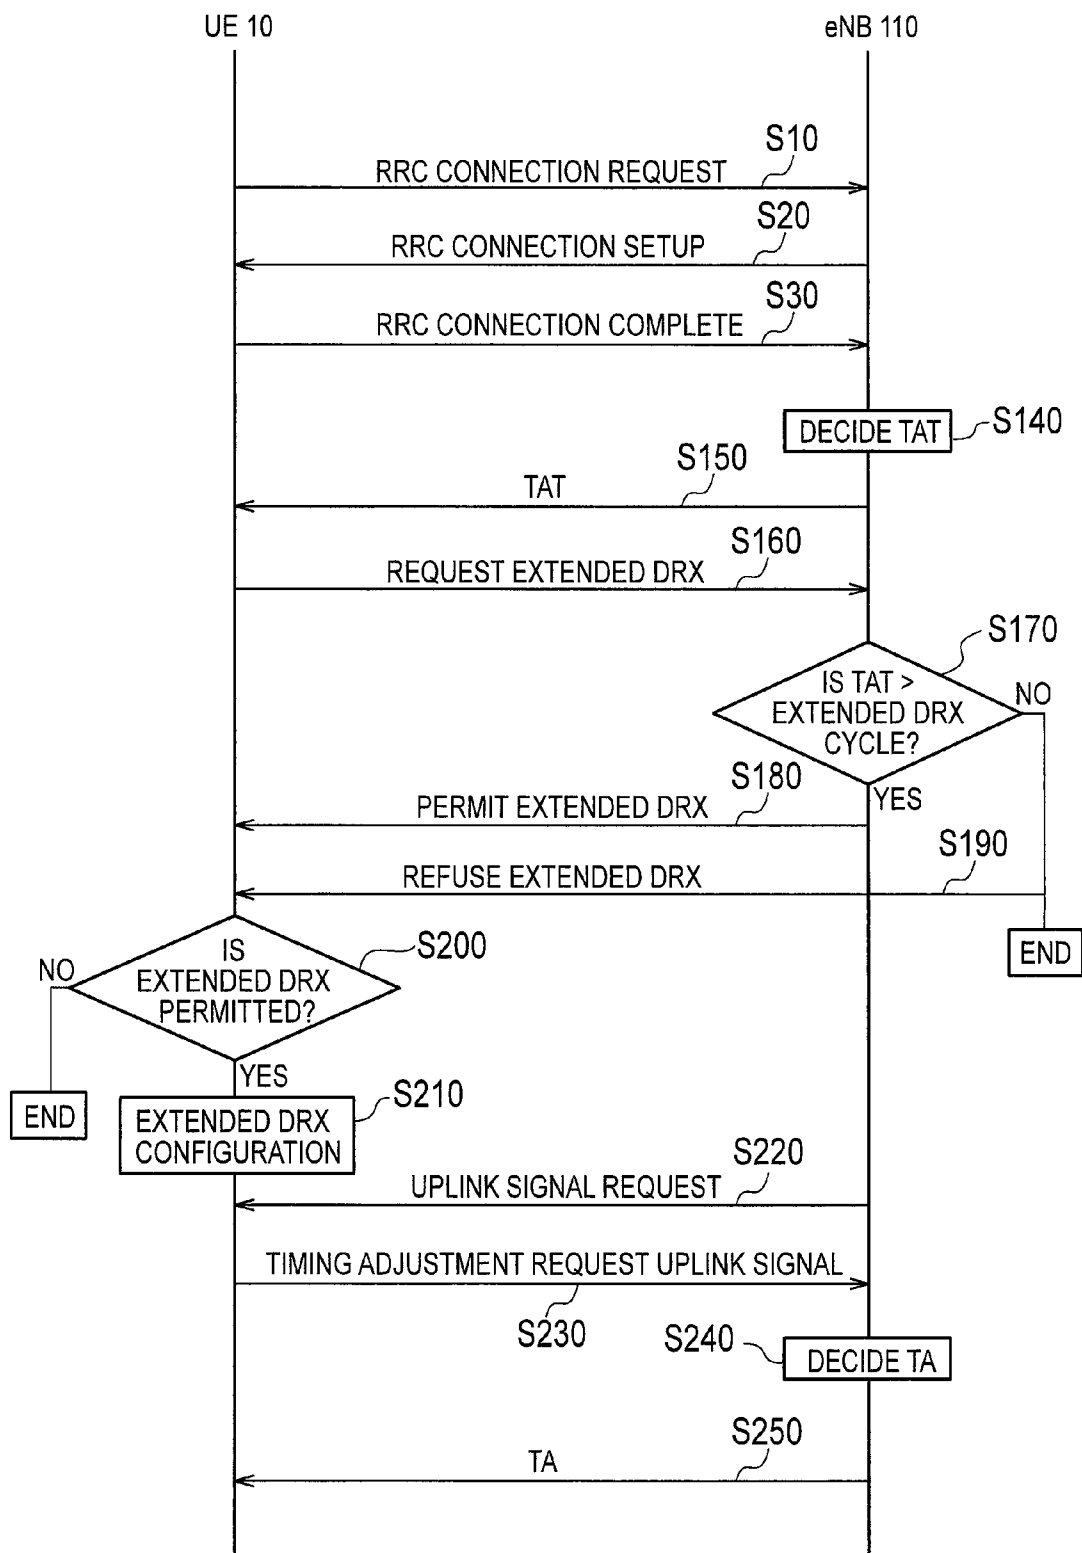 UE 10
eNB 110
S10
RRC CONNECTION REQUEST
S20
RRC CONNECTION SETUP
S30
RRC CONNECTION COMPLETE
DECIDE TAT
S140
S150
TAT
S160
REQUEST EXTENDED DRX
S170
IS TAT >
EXTENDED DRX
CYCLE?
NO
YES
S180
PERMIT EXTENDED DRX
S190
REFUSE EXTENDED DRX
END
S200
IS
EXTENDED DRX
PERMITTED?
NO
YES
END
S210
EXTENDED DRX
CONFIGURATION
S220
UPLINK SIGNAL REQUEST
TIMING ADJUSTMENT REQUEST UPLINK SIGNAL
S230
S240
DECIDE TA
S250
TA